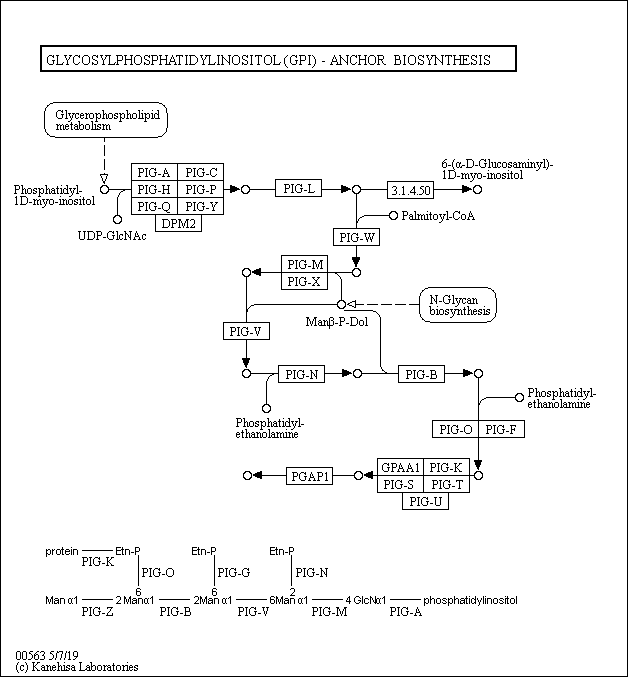 GLYCOSYLPHOSPHATIDYLINOSITOL (GPI) - ANCHOR BIOSYNTHESIS
Glycerophospholipid
metabolism
Phosphatidyl-
1D-myo-inositol
UDP-GlcNAc
PIG-A PIG-C
PIG-H PIG-P
PIG-Q PIG-Y
DPM2
PIG-L
3.1.4.50
6-(α-D-Glucosaminyl)-
1D-myo-inositol
Palmitoyl-CoA
PIG-W
PIG-M
PIG-X
N-Glycan
biosynthesis
Manβ-P-Dol
PIG-V
PIG-N
PIG-B
Phosphatidyl-
ethanolamine
Phosphatidyl-
ethanolamine
PIG-O PIG-F
PGAP1
GPAA1 PIG-K
PIG-S PIG-T
PIG-U
protein Etn-P Etn-P Etn-P
PIG-K
PIG-O PIG-G PIG-N
6 6 2
Man α1 2Manα1 2Man α1 6Man α1 4 GlcNα1 phosphatidylinositol
PIG-Z PIG-B PIG-V PIG-M PIG-A
00563 5/7/19
(c) Kanehisa Laboratories